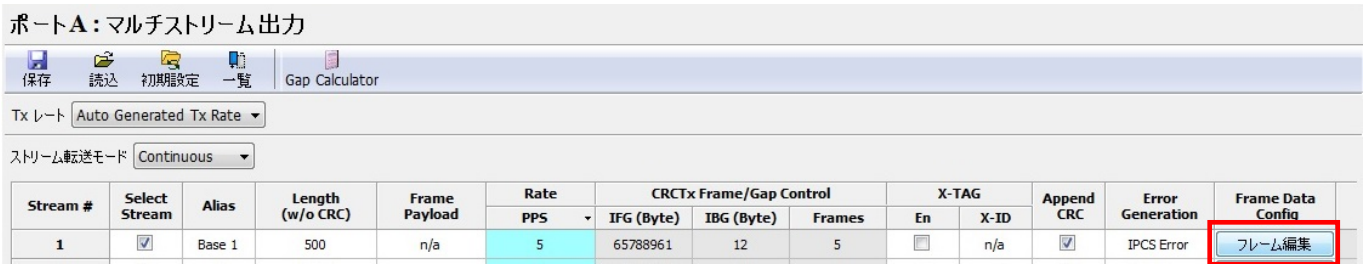 ポートA：マルチストリーム出力
保存 読込 初期設定 一覧 Gap Calculator
Tx レート Auto Generated Tx Rate
ストリーム転送モード Continuous
Stream # Select Stream Alias Length (w/o CRC) Frame Payload Rate CRCTx Frame/Gap Control X-TAG Append CRC Error Generation Frame Data Config
PPS IFG (Byte) IBG (Byte) Frames En X-ID
1 Base 1 500 n/a 5 65788961 12 5 n/a IPCS Error フレーム編集